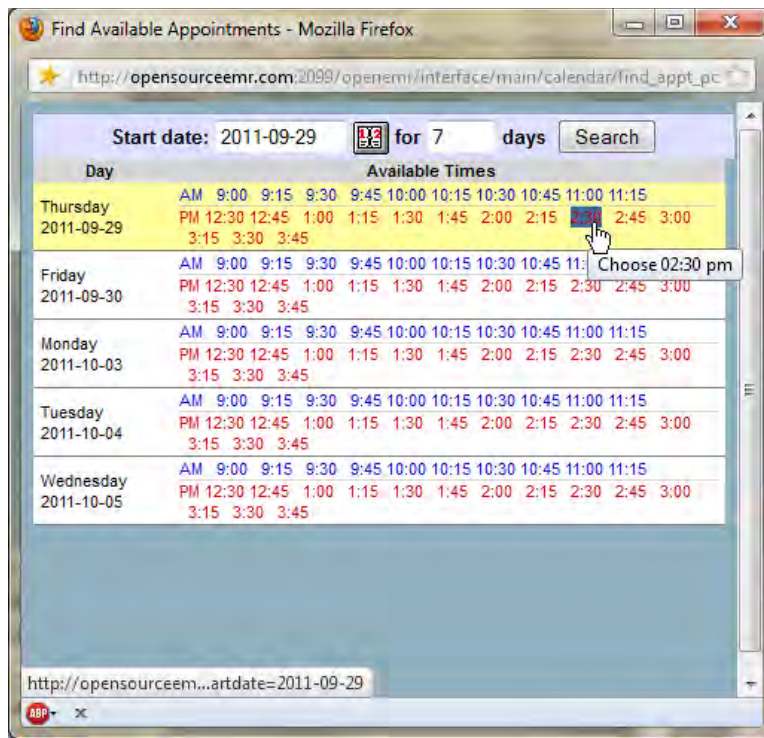 Find Available Appointments - Mozilla Firefox
http://opensourceemr.com:2099/openemr/interface/main/calendar/find_appt_pc
Start date: 2011-09-29 for 7 days Search
Day Available Times
Thursday
2011-09-29
AM 9:00 9:15 9:30 9:45 10:00 10:15 10:30 10:45 11:00 11:15
PM 12:30 12:45 1:00 1:15 1:30 1:45 2:00 2:15 2:30 2:45 3:00
3:15 3:30 3:45
Choose 02:30 pm
Friday
2011-09-30
AM 9:00 9:15 9:30 9:45 10:00 10:15 10:30 10:45 11:
PM 12:30 12:45 1:00 1:15 1:30 1:45 2:00 2:15 2:30 2:45 3:00
3:15 3:30 3:45
Monday
2011-10-03
AM 9:00 9:15 9:30 9:45 10:00 10:15 10:30 10:45 11:00 11:15
PM 12:30 12:45 1:00 1:15 1:30 1:45 2:00 2:15 2:30 2:45 3:00
3:15 3:30 3:45
Tuesday
2011-10-04
AM 9:00 9:15 9:30 9:45 10:00 10:15 10:30 10:45 11:00 11:15
PM 12:30 12:45 1:00 1:15 1:30 1:45 2:00 2:15 2:30 2:45 3:00
3:15 3:30 3:45
Wednesday
2011-10-05
AM 9:00 9:15 9:30 9:45 10:00 10:15 10:30 10:45 11:00 11:15
PM 12:30 12:45 1:00 1:15 1:30 1:45 2:00 2:15 2:30 2:45 3:00
3:15 3:30 3:45
http://opensourceem...artdate=2011-09-29
ABP